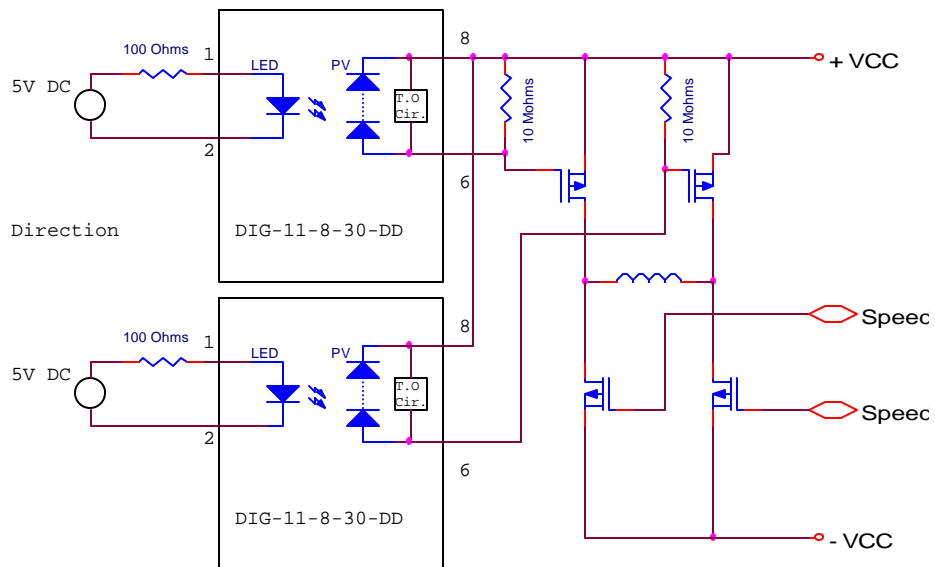 8
100 Ohms
1
LED
PV
+ VCC
5V DC
T.O
Cir.
10 Mohms
10 Mohms
2
6
Direction
DIG-11-8-30-DD
8
Speed
100 Ohms
1
LED
PV
5V DC
T.O
Cir.
Speed
2
6
DIG-11-8-30-DD
- VCC